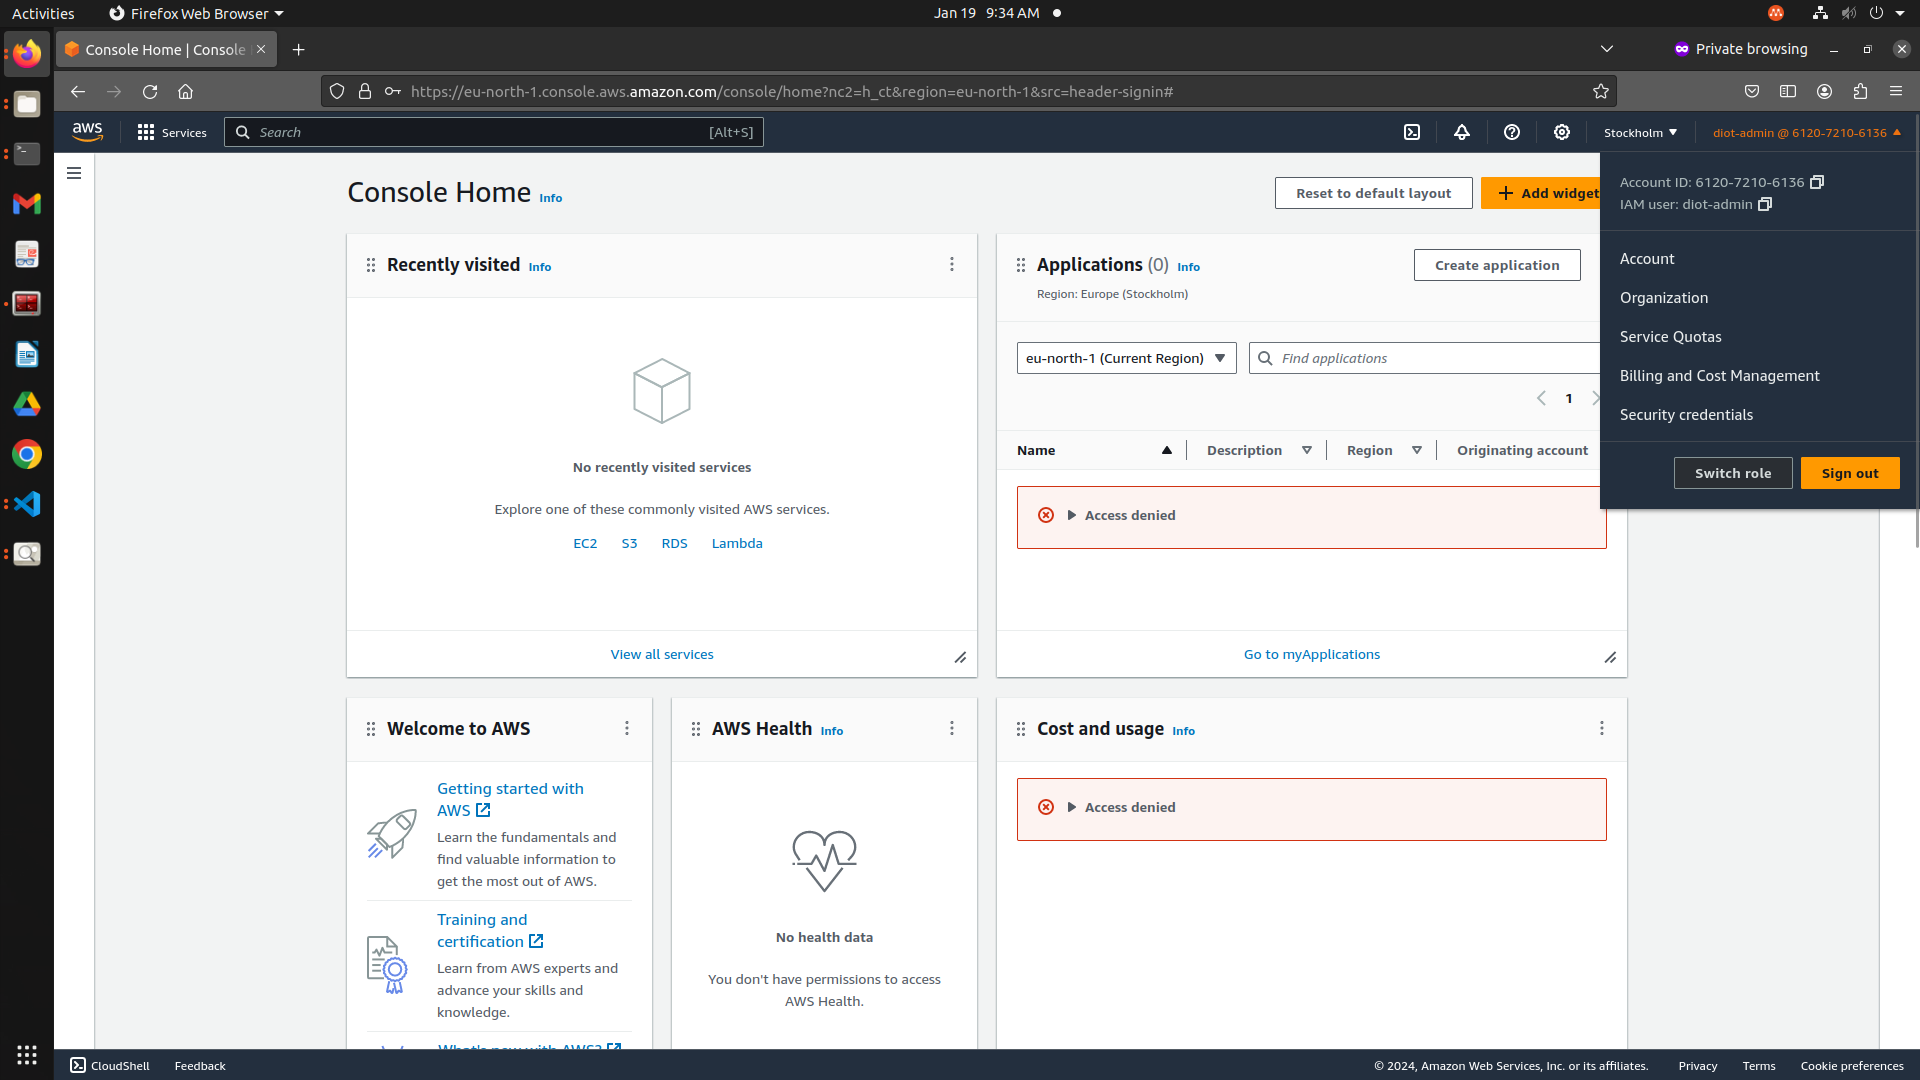 Activities
Firefox Web Browser
Jan 19 9:34 AM
Console Home | Console
Private browsing
https://eu-north-1.console.aws.amazon.com/console/home?nc2=h_ct&region=eu-north-1&src=header-signin#
aws
Services
Search
[Alt+S]
Stockholm
diot-admin @ 6120-7210-6136
Account ID: 6120-7210-6136
IAM user: diot-admin
Account
Organization
Service Quotas
Billing and Cost Management
Security credentials
Switch role
Sign out
Console Home Info
Reset to default layout
Add widget
Recently visited Info
No recently visited services
Explore one of these commonly visited AWS services.
EC2 S3 RDS Lambda
View all services
Applications (0) Info
Region: Europe (Stockholm)
Create application
eu-north-1 (Current Region)
Find applications
1
Name Description Region Originating account
Access denied
Go to myApplications
Welcome to AWS
Getting started with
AWS
Learn the fundamentals and
find valuable information to
get the most out of AWS.
Training and
certification
Learn from AWS experts and
advance your skills and
knowledge.
What's new with AWS?
AWS Health Info
No health data
You don't have permissions to access
AWS Health.
Cost and usage Info
Access denied
CloudShell
Feedback
© 2024, Amazon Web Services, Inc. or its affiliates.
Privacy
Terms
Cookie preferences